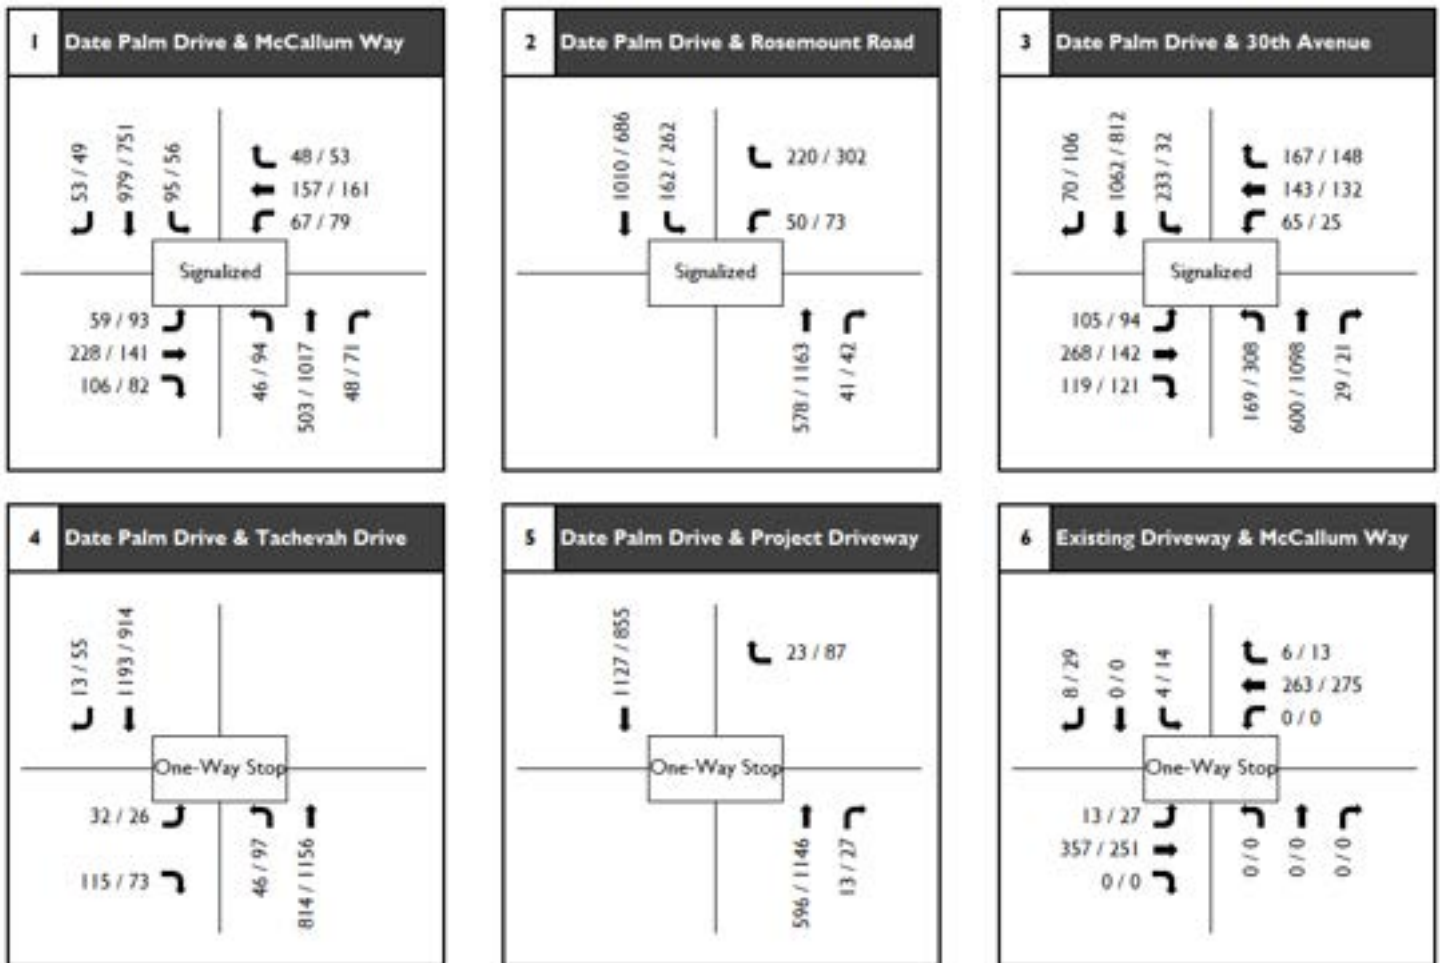 1 Date Palm Drive & McCallum Way
53 / 49
979 / 751
95 / 56
48 / 53
157 / 161
67 / 79
Signalized
59 / 93
228 / 141
106 / 82
46 / 94
503 / 1017
48 / 71
2 Date Palm Drive & Rosemount Road
1010 / 686
162 / 262
220 / 302
50 / 73
Signalized
578 / 1163
41 / 42
3 Date Palm Drive & 30th Avenue
70 / 106
1062 / 812
233 / 32
167 / 148
143 / 132
65 / 25
Signalized
105 / 94
268 / 142
119 / 121
169 / 308
600 / 1098
29 / 21
4 Date Palm Drive & Tachevah Drive
13 / 55
1193 / 914
One-Way Stop
32 / 26
115 / 73
46 / 97
814 / 1156
5 Date Palm Drive & Project Driveway
1127 / 855
23 / 87
One-Way Stop
596 / 1146
13 / 27
6 Existing Driveway & McCallum Way
8 / 29
0 / 0
4 / 14
6 / 13
263 / 275
0 / 0
One-Way Stop
13 / 27
357 / 251
0 / 0
0 / 0
0 / 0
0 / 0